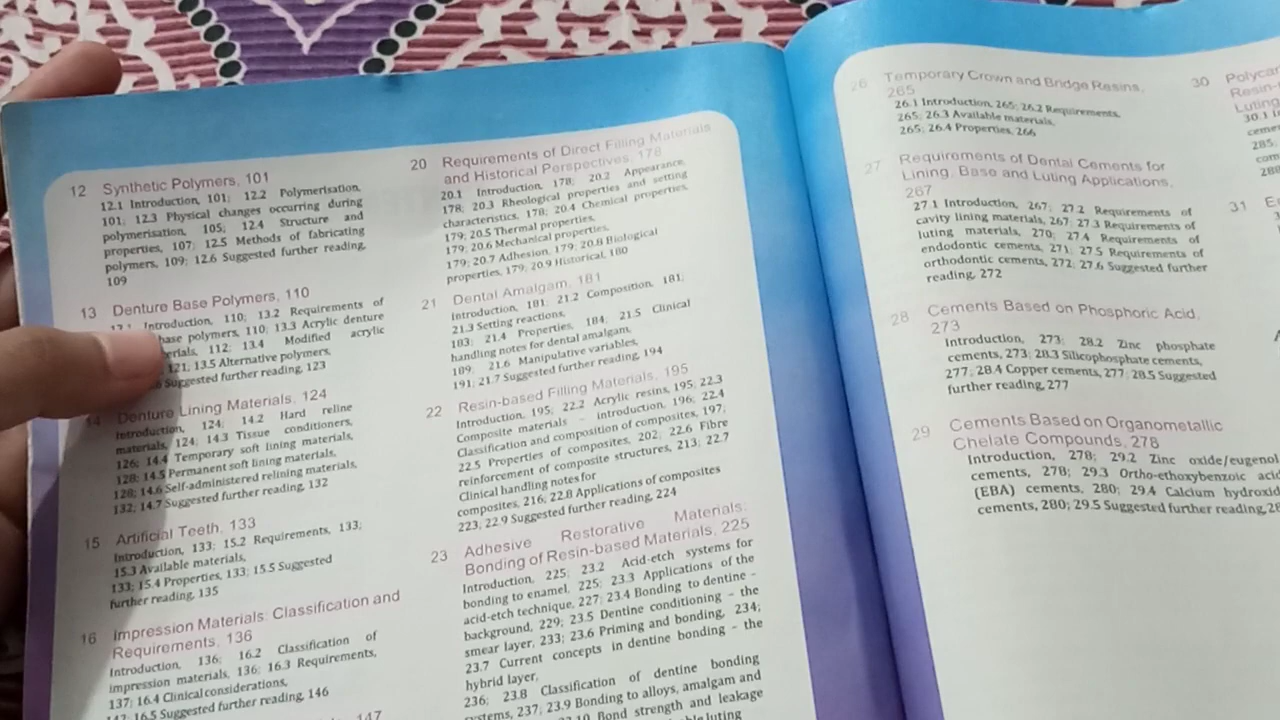 12 Synthetic Polymers, 101
12.1 Introduction, 101; 12.2 Polymerisation,
101; 12.3 Physical changes occurring during
polymerisation, 105; 12.4 Structure and
properties, 107; 12.5 Methods of fabricating
polymers, 109; 12.6 Suggested further reading,
109
13 Denture Base Polymers, 110
Introduction, 110; 13.2 Requirements of
base polymers, 110; 13.3 Acrylic denture
112; 13.4 Modified acrylic
121; 13.5 Alternative polymers,
Suggested further reading, 123
14 Denture Lining Materials, 124
Introduction, 124; 14.2 Hard reline
materials, 124; 14.3 Tissue conditioners,
126; 14.4 Temporary soft lining materials,
128; 14.5 Permanent soft lining materials,
128; 14.6 Self-administered relining materials,
132; 14.7 Suggested further reading, 132
15 Artificial Teeth, 133
Introduction, 133; 15.2 Requirements, 133;
15.3 Available materials,
133; 15.4 Properties, 133; 15.5 Suggested
further reading, 135
16 Impression Materials: Classification and
Requirements, 136
Introduction, 136; 16.2 Classification of
impression materials, 136; 16.3 Requirements,
137; 16.4 Clinical considerations,
16.5 Suggested further reading, 146
147
20 Requirements of Direct Filling Materials
and Historical Perspectives, 178
20.1 Introduction, 178; 20.2 Appearance,
178; 20.3 Rheological properties and setting
characteristics, 178; 20.4 Chemical properties,
179; 20.5 Thermal properties,
179; 20.6 Mechanical properties,
179; 20.7 Adhesion, 179; 20.8 Biological
properties, 179; 20.9 Historical, 180
21 Dental Amalgam, 181
Introduction, 181; 21.2 Composition, 181;
21.3 Setting reactions,
183; 21.4 Properties, 184; 21.5 Clinical
handling notes for dental amalgam,
189; 21.6 Manipulative variables,
191; 21.7 Suggested further reading, 194
22 Resin-based Filling Materials, 195
Introduction, 195; 22.2 Acrylic resins, 195; 22.3
Composite materials – introduction, 196; 22.4
Classification and composition of composites, 197;
22.5 Properties of composites, 202; 22.6 Fibre
reinforcement of composite structures, 213; 22.7
Clinical handling notes for
composites, 216; 22.8 Applications of composites
223; 22.9 Suggested further reading, 224
23 Adhesive Restorative Materials:
Bonding of Resin-based Materials, 225
Introduction, 225; 23.2 Acid-etch systems for
bonding to enamel, 225; 23.3 Applications of the
acid-etch technique, 227; 23.4 Bonding to dentine –
background, 229; 23.5 Dentine conditioning – the
smear layer, 233; 23.6 Priming and bonding, 234;
23.7 Current concepts in dentine bonding – the
hybrid layer,
236; 23.8 Classification of dentine bonding
systems, 237; 23.9 Bonding to alloys, amalgam and
Bond strength and leakage
luting
26 Temporary Crown and Bridge Resins,
265
26.1 Introduction, 265; 26.2 Requirements,
265; 26.3 Available materials,
265; 26.4 Properties, 266
27 Requirements of Dental Cements for
Lining, Base and Luting Applications,
267
27.1 Introduction, 267; 27.2 Requirements of
cavity lining materials, 267; 27.3 Requirements of
luting materials, 270; 27.4 Requirements of
endodontic cements, 271; 27.5 Requirements of
orthodontic cements, 272; 27.6 Suggested further
reading, 272
28 Cements Based on Phosphoric Acid,
273
Introduction, 273; 28.2 Zinc phosphate
cements, 273; 28.3 Silicophosphate cements,
277; 28.4 Copper cements, 277; 28.5 Suggested
further reading, 277
29 Cements Based on Organometallic
Chelate Compounds, 278
Introduction, 278; 29.2 Zinc oxide/eugenol
cements, 278; 29.3 Ortho-ethoxybenzoic
(EBA) cements, 280; 29.4 Calcium
cements, 280; 29.5 Suggested further reading,
30
30.1
285;
31